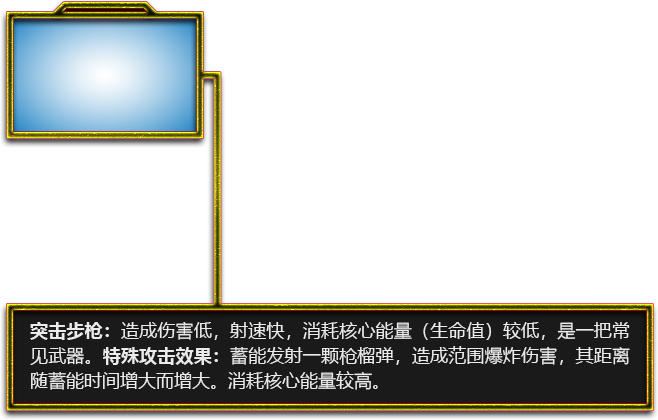 突击步枪：造成伤害低，射速快，消耗核心能量（生命值）较低，是一把常
见武器。特殊攻击效果：蓄能发射一颗枪榴弹，造成范围爆炸伤害，其距离
随蓄能时间增大而增大。消耗核心能量较高。